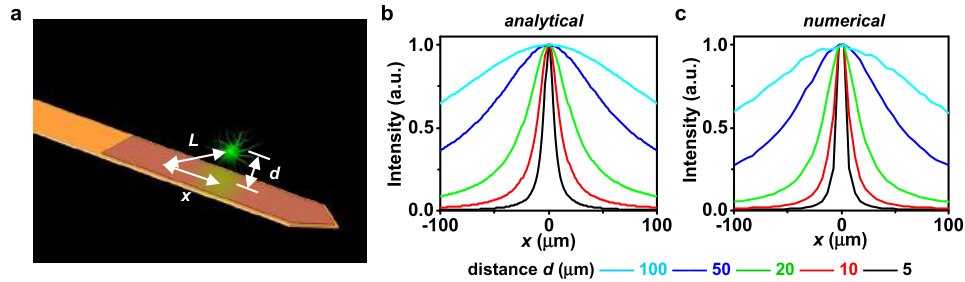 a
L
d
x
b
analytical
Intensity (a.u.)
1.0
0.5
0.0
-100
0
100
x (μm)
c
numerical
Intensity (a.u.)
1.0
0.5
0.0
-100
0
100
x (μm)
distance d (μm) 100 50 20 10 5